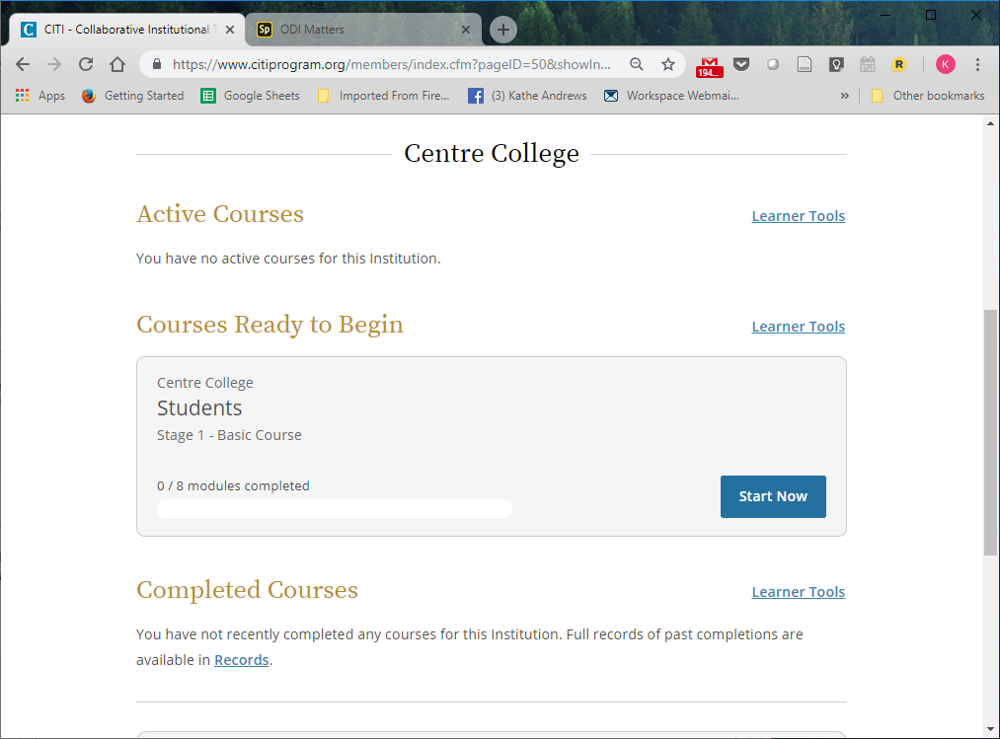 CITI - Collaborative Institutional T
ODI Matters
https://www.citiprogram.org/members/index.cfm?pageID=50&showIn...
194...
R
K
Apps
Getting Started
Google Sheets
Imported From Fire...
(3) Kathe Andrews
Workspace Webmai...
»
Other bookmarks
Centre College
Active Courses
Learner Tools
You have no active courses for this Institution.
Courses Ready to Begin
Learner Tools
Centre College
Students
Stage 1 - Basic Course
0 / 8 modules completed
Start Now
Completed Courses
Learner Tools
You have not recently completed any courses for this Institution. Full records of past completions are
available in Records.